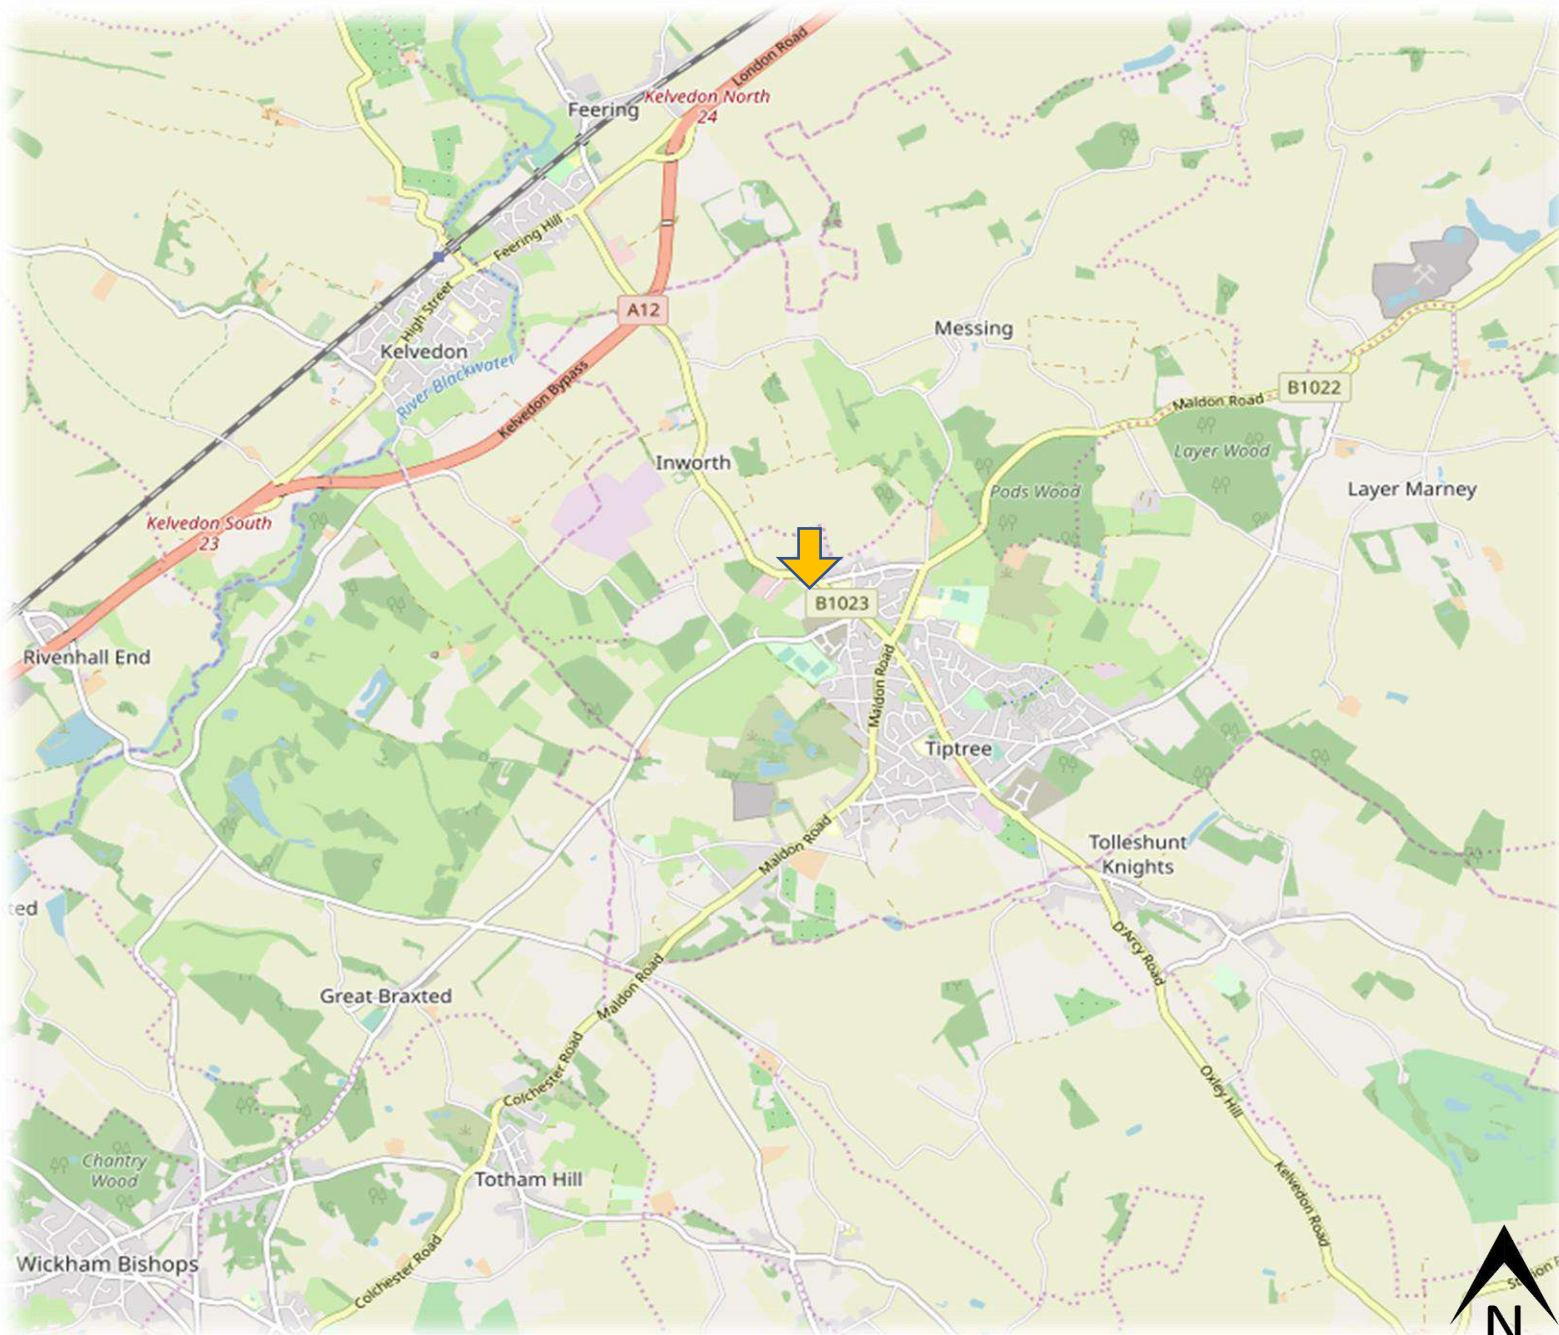 London Road
Feering
Kelvedon North
24
Feering Hill
High Street
A12
Messing
Kelvedon
River Blackwater
Kelvedon Bypass
B1022
Maldon Road
Layer Wood
Inworth
Pods Wood
Layer Marney
Kelvedon South
23
B1023
Rivenhall End
Maldon Road
Tiptree
Maldon Road
Tolleshunt
Knights
ted
D'Arcy Road
Maldon Road
Great Braxted
Colchester Road
Oxley Hill
Chantry
Wood
Totham Hill
Kelvedon Road
Wickham Bishops
Colchester Road
N